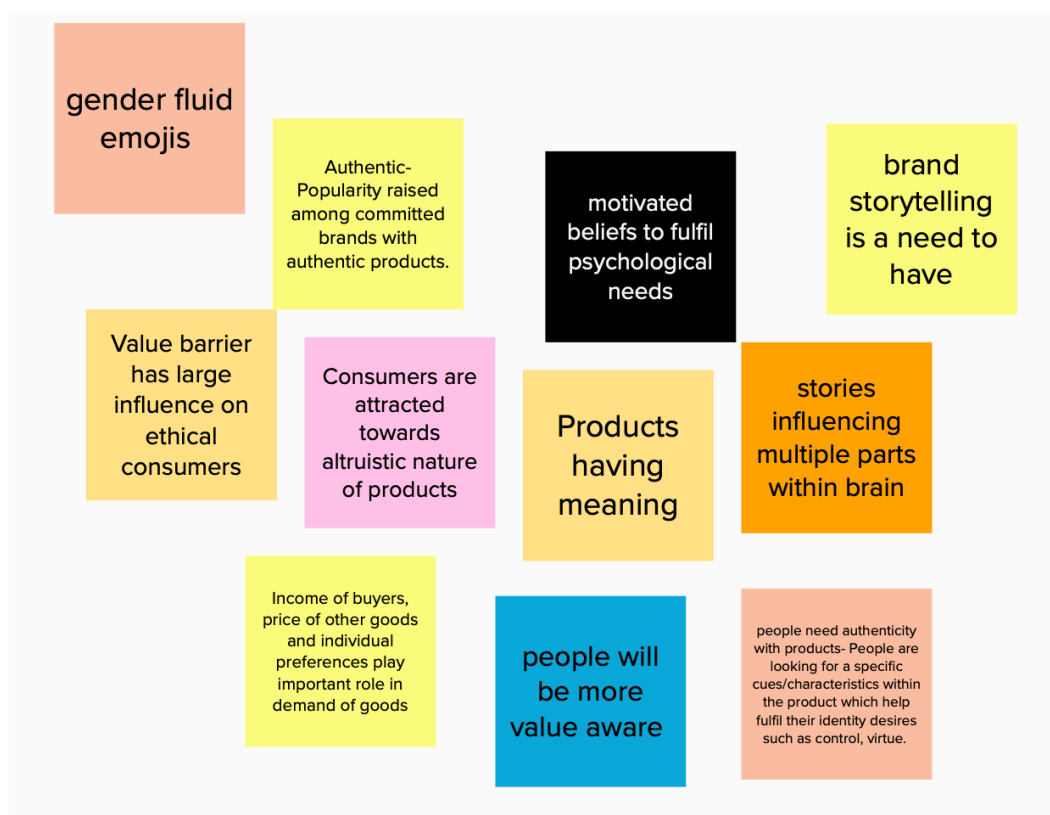 gender fluid
emojis
Authentic-
Popularity raised
among committed
brands with
authentic products.
motivated
beliefs to fulfil
psychological
needs
brand
storytelling
is a need to
have
Value barrier
has large
influence on
ethical
consumers
Consumers are
attracted
towards
altruistic nature
of products
Products
having
meaning
stories
influencing
multiple parts
within brain
Income of buyers,
price of other goods
and individual
preferences play
important role in
demand of goods
people will
be more
value aware
people need authenticity
with products- People are
looking for a specific
cues/characteristics within
the product which help
fulfil their identity desires
such as control, virtue.